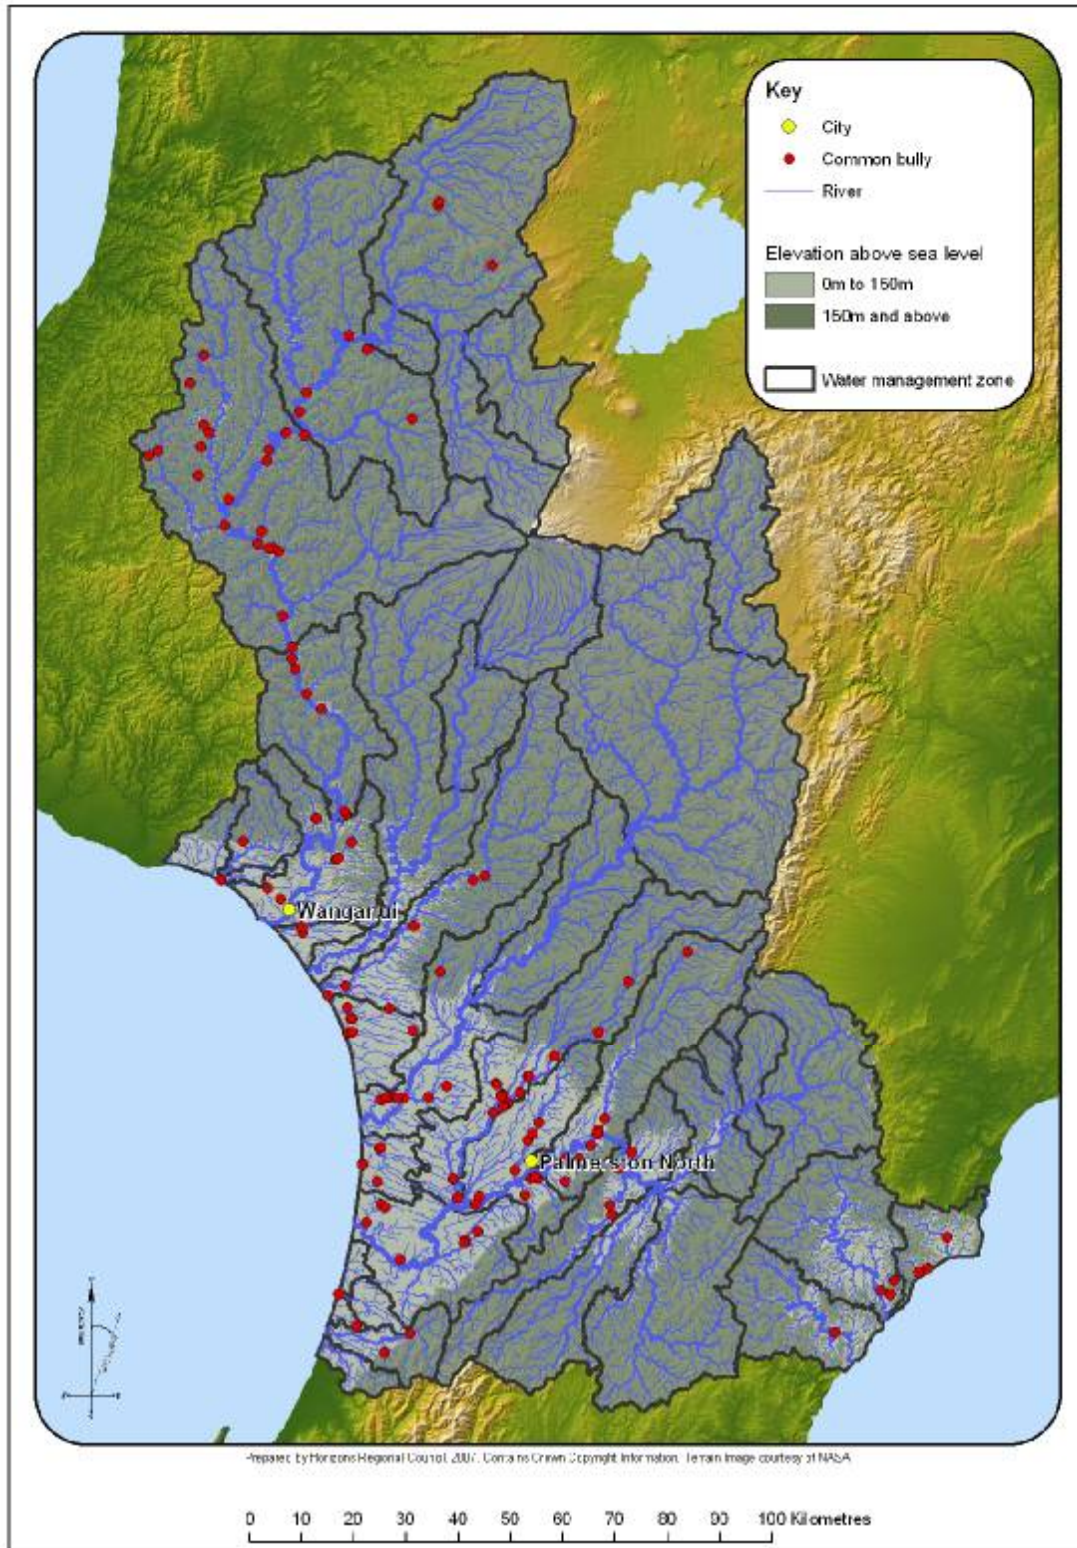 Key
City
Common bully
River
Elevation above sea level
0m to 150m
150m and above
Water management zone
Wanganui
Palmerston North
Prepared by Horizons Regional Council, 2007. Contains Crown Copyright Information. Terrain Image courtesy of NASA
0 10 20 30 40 50 60 70 80 90 100 Kilometres